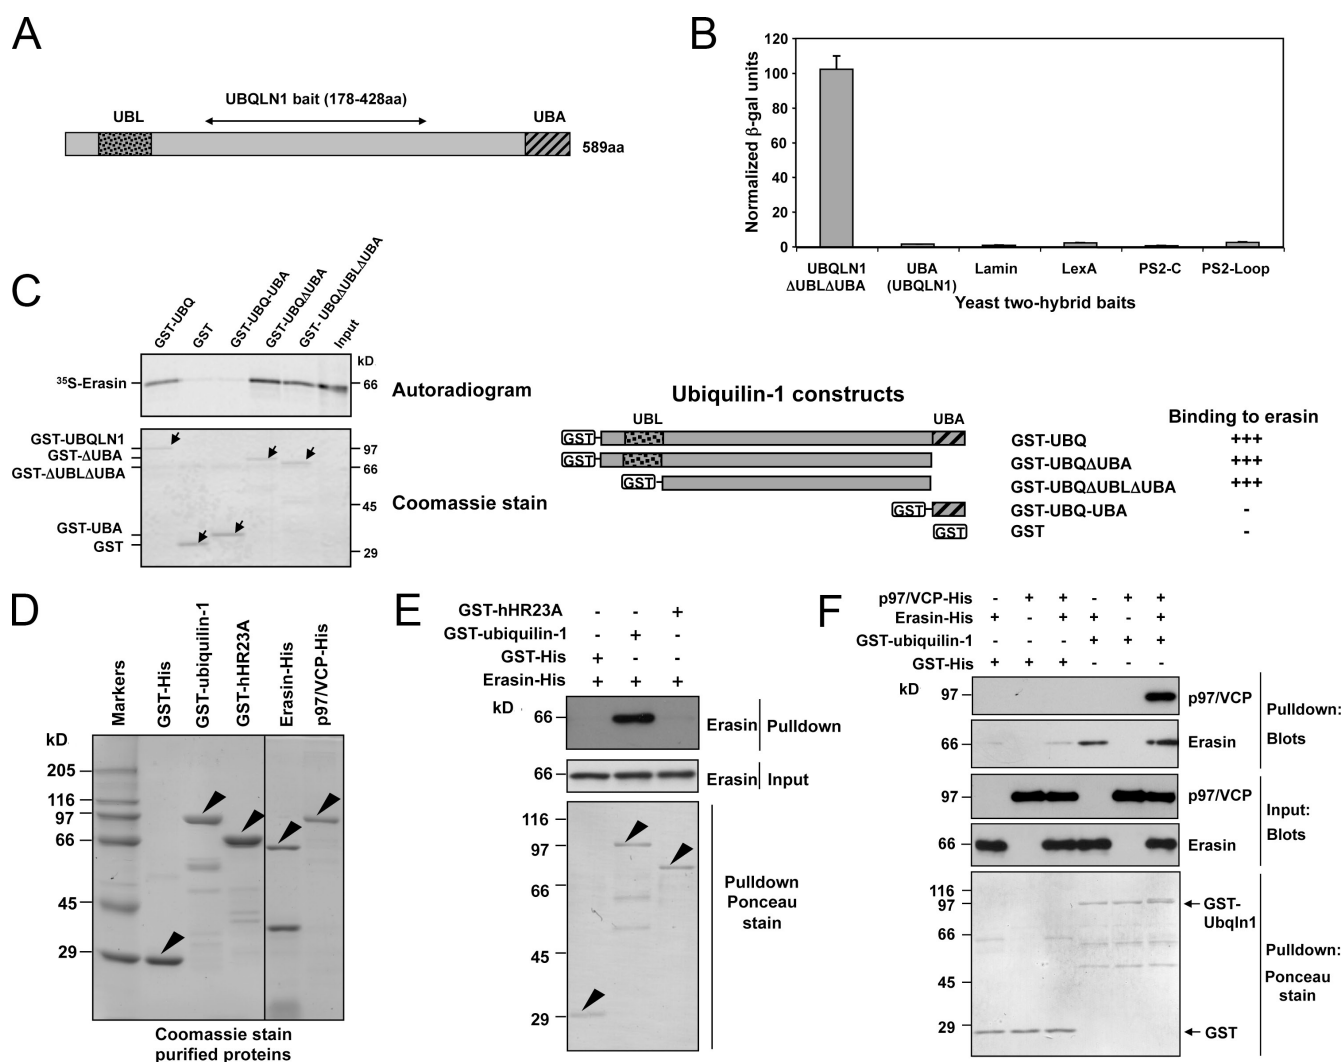 A
UBQLN1 bait (178-428aa)
UBL
UBA
589aa
B
Normalized β-gal units
120
100
80
60
40
20
0
UBQLN1
ΔUBLΔUBA
UBA
(UBQLN1)
Lamin
LexA
PS2-C
PS2-Loop
Yeast two-hybrid baits
C
GST-UBQ
GST
GST-UBQ-UBA
GST-UBQΔUBA
GST- UBQΔUBLΔUBA
Input
kD
³⁵S-Erasin
66
Autoradiogram
GST-UBQLN1
GST-ΔUBA
GST-ΔUBLΔUBA
GST-UBA
GST
97
66
45
29
Coomassie stain
Ubiquilin-1 constructs
UBL
UBA
Binding to erasin
GST
GST-UBQ
+++
GST
GST-UBQΔUBA
+++
GST
GST-UBQΔUBLΔUBA
+++
GST
GST-UBQ-UBA
-
GST
GST
-
D
Markers
GST-His
GST-ubiquilin-1
GST-hHR23A
Erasin-His
p97/VCP-His
kD
205
116
97
66
45
29
Coomassie stain
purified proteins
E
GST-hHR23A - - +
GST-ubiquilin-1 - + -
GST-His + - -
Erasin-His + + +
kD
66
Erasin
Pulldown
66
Erasin
Input
116
97
66
45
29
Pulldown
Ponceau
stain
F
p97/VCP-His - + + - + +
Erasin-His + - + + - +
GST-ubiquilin-1 - - - + + +
GST-His + + + - - -
kD
97
p97/VCP
66
Erasin
Pulldown:
Blots
97
p97/VCP
66
Erasin
Input:
Blots
116
97
66
45
29
GST-
Ubqln1
GST
Pulldown:
Ponceau
stain